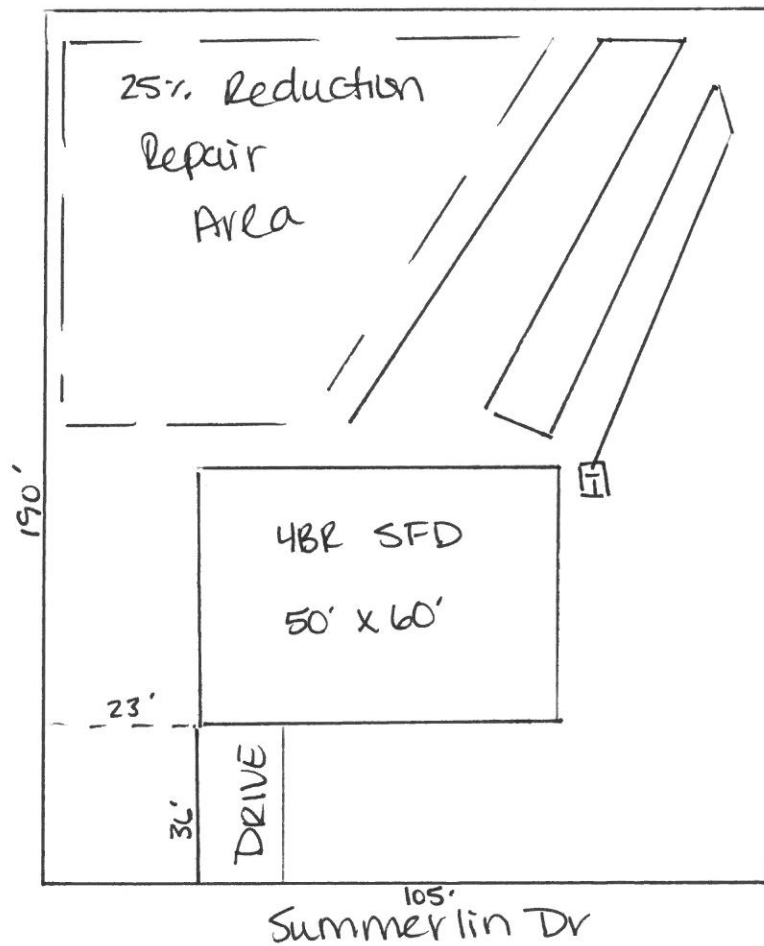 25% Reduction
Repair
Area
190'
4BR SFD
50' x 60'
23'
36'
DRIVE
105'
Summerlin Dr